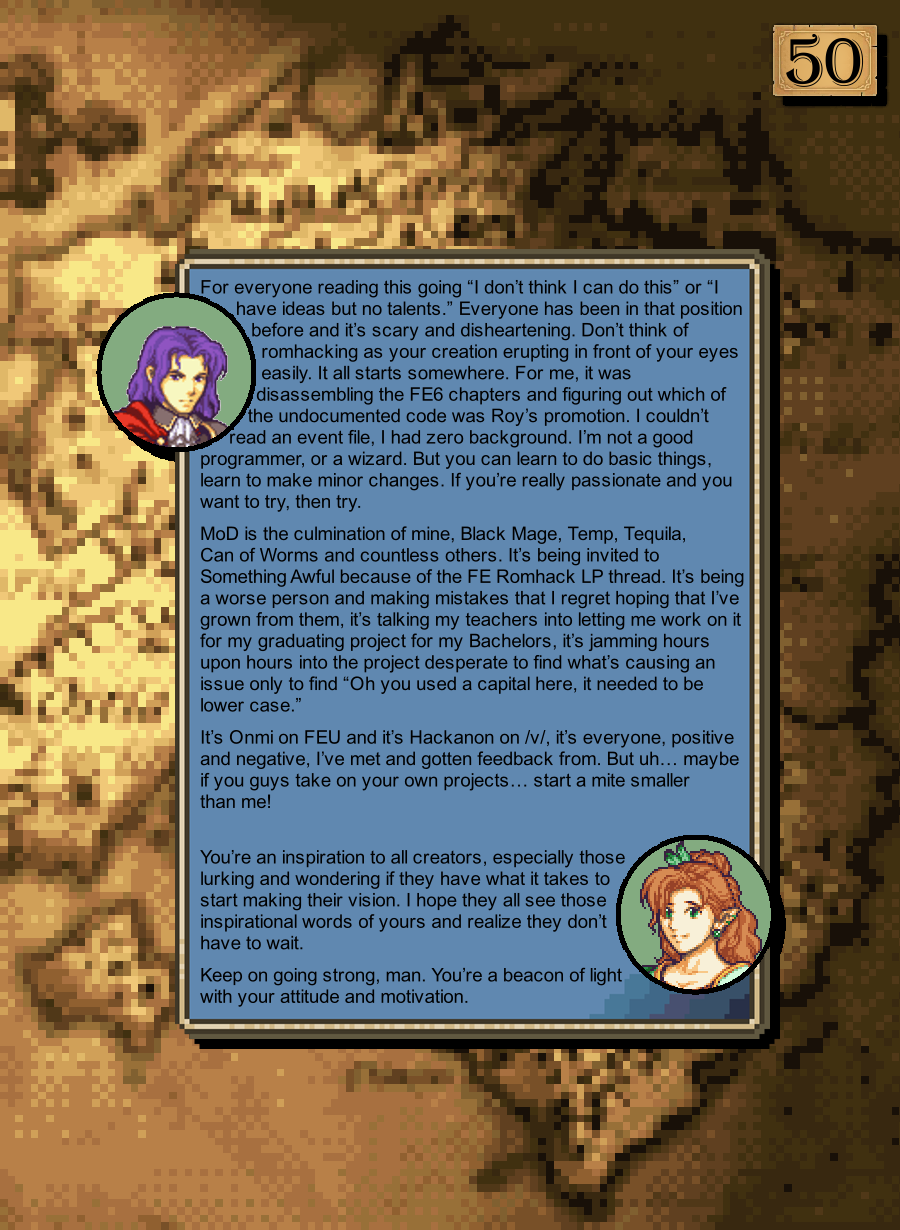 50
For everyone reading this going “I don’t think I can do this” or “I
have ideas but no talents.” Everyone has been in that position
before and it’s scary and disheartening. Don’t think of
romhacking as your creation erupting in front of your eyes
easily. It all starts somewhere. For me, it was
disassembling the FE6 chapters and figuring out which of
the undocumented code was Roy’s promotion. I couldn’t
read an event file, I had zero background. I’m not a good
programmer, or a wizard. But you can learn to do basic things,
learn to make minor changes. If you’re really passionate and you
want to try, then try.
MoD is the culmination of mine, Black Mage, Temp, Tequila,
Can of Worms and countless others. It’s being invited to
Something Awful because of the FE Romhack LP thread. It’s being
a worse person and making mistakes that I regret hoping that I’ve
grown from them, it’s talking my teachers into letting me work on it
for my graduating project for my Bachelors, it’s jamming hours
upon hours into the project desperate to find what’s causing an
issue only to find “Oh you used a capital here, it needed to be
lower case.”
It’s Onmi on FEU and it’s Hackanon on /v/, it’s everyone, positive
and negative, I’ve met and gotten feedback from. But uh… maybe
if you guys take on your own projects… start a mite smaller
than me!
You’re an inspiration to all creators, especially those
lurking and wondering if they have what it takes to
start making their vision. I hope they all see those
inspirational words of yours and realize they don’t
have to wait.
Keep on going strong, man. You’re a beacon of light
with your attitude and motivation.